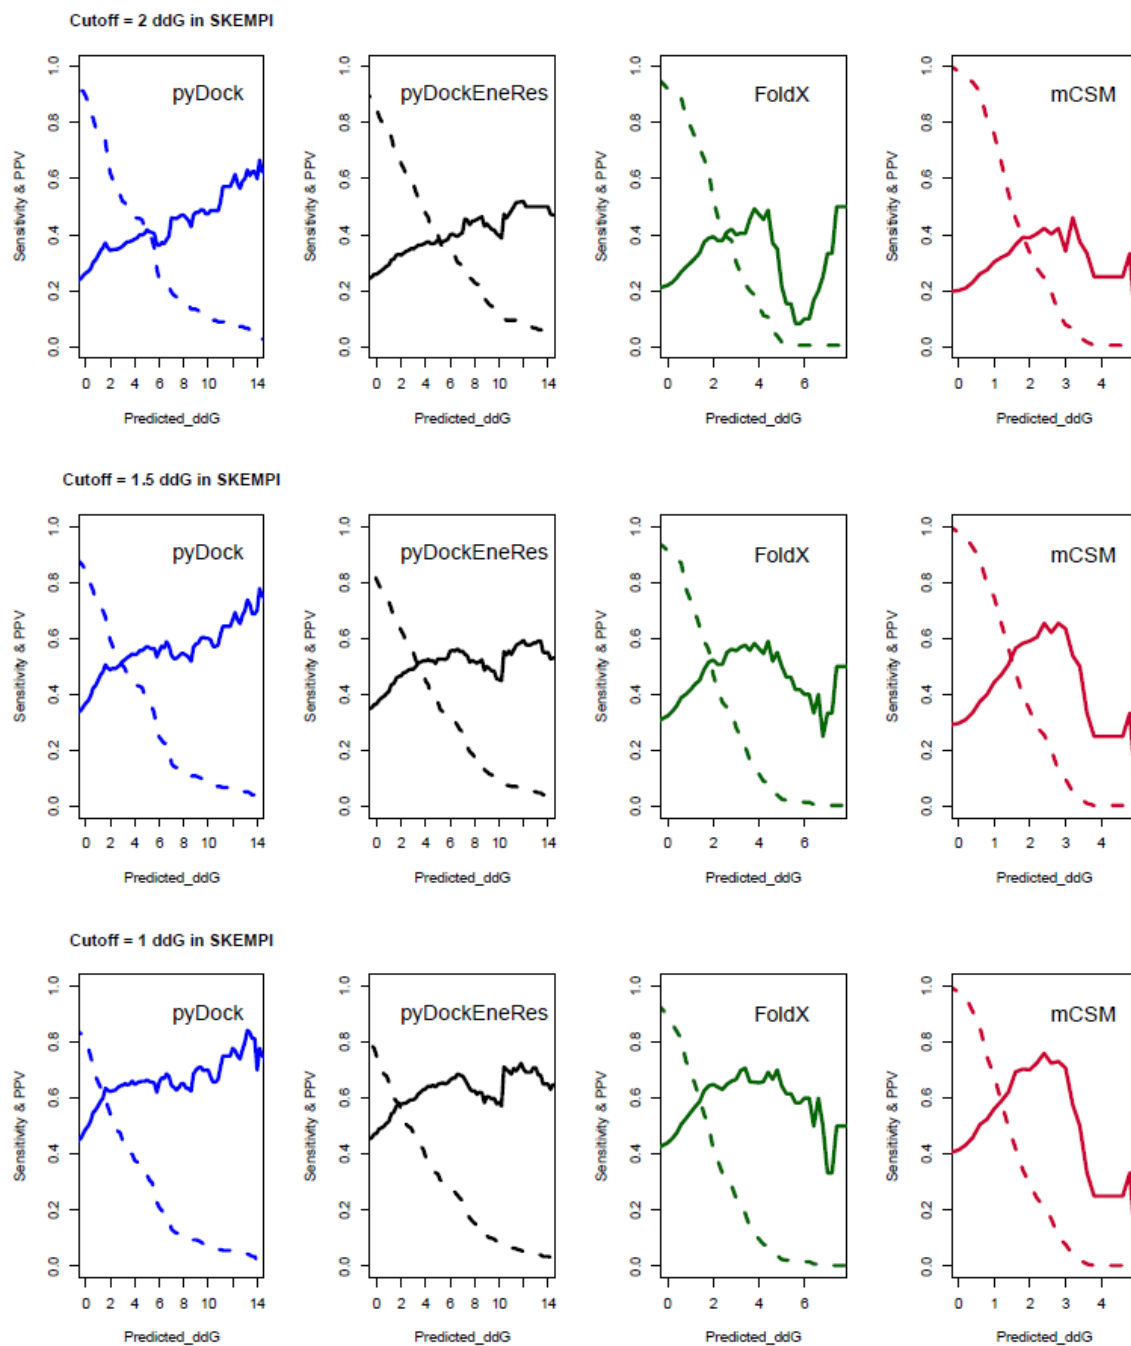 Cutoff = 2 ddG in SKEMPI
pyDock
pyDockEneRes
FoldX
mCSM
Sensitivity & PPV
0.0 0.2 0.4 0.6 0.8 1.0
Sensitivity & PPV
0.0 0.2 0.4 0.6 0.8 1.0
Sensitivity & PPV
0.0 0.2 0.4 0.6 0.8 1.0
Sensitivity & PPV
0.0 0.2 0.4 0.6 0.8 1.0
0 2 4 6 8 10 14
0 2 4 6 8 10 14
0 2 4 6
0 1 2 3 4
Predicted_ddG
Predicted_ddG
Predicted_ddG
Predicted_ddG
Cutoff = 1.5 ddG in SKEMPI
pyDock
pyDockEneRes
FoldX
mCSM
Sensitivity & PPV
0.0 0.2 0.4 0.6 0.8 1.0
Sensitivity & PPV
0.0 0.2 0.4 0.6 0.8 1.0
Sensitivity & PPV
0.0 0.2 0.4 0.6 0.8 1.0
Sensitivity & PPV
0.0 0.2 0.4 0.6 0.8 1.0
0 2 4 6 8 10 14
0 2 4 6 8 10 14
0 2 4 6
0 1 2 3 4
Predicted_ddG
Predicted_ddG
Predicted_ddG
Predicted_ddG
Cutoff = 1 ddG in SKEMPI
pyDock
pyDockEneRes
FoldX
mCSM
Sensitivity & PPV
0.0 0.2 0.4 0.6 0.8 1.0
Sensitivity & PPV
0.0 0.2 0.4 0.6 0.8 1.0
Sensitivity & PPV
0.0 0.2 0.4 0.6 0.8 1.0
Sensitivity & PPV
0.0 0.2 0.4 0.6 0.8 1.0
0 2 4 6 8 10 14
0 2 4 6 8 10 14
0 2 4 6
0 1 2 3 4
Predicted_ddG
Predicted_ddG
Predicted_ddG
Predicted_ddG